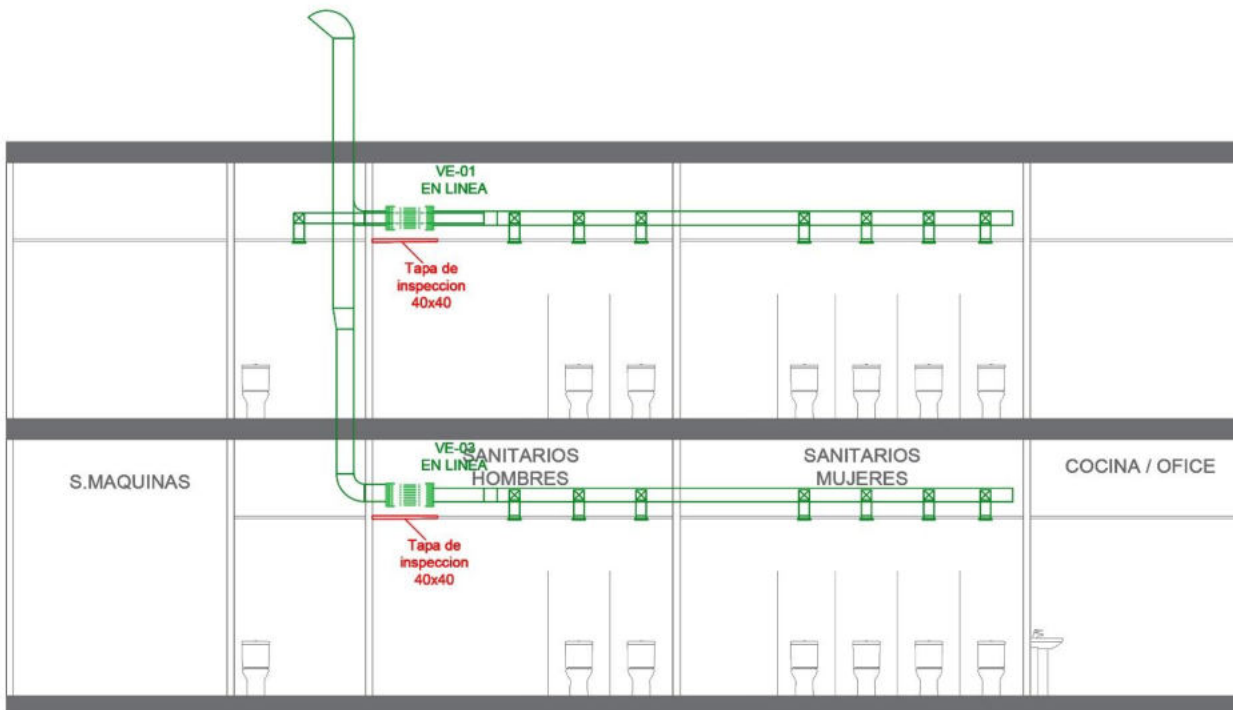 VE-01
EN LINEA
Tapa de
inspeccion
40x40
VE-03
EN LINEA
S.MAQUINAS
SANITARIOS
HOMBRES
SANITARIOS
MUJERES
COCINA / OFICE
Tapa de
inspeccion
40x40